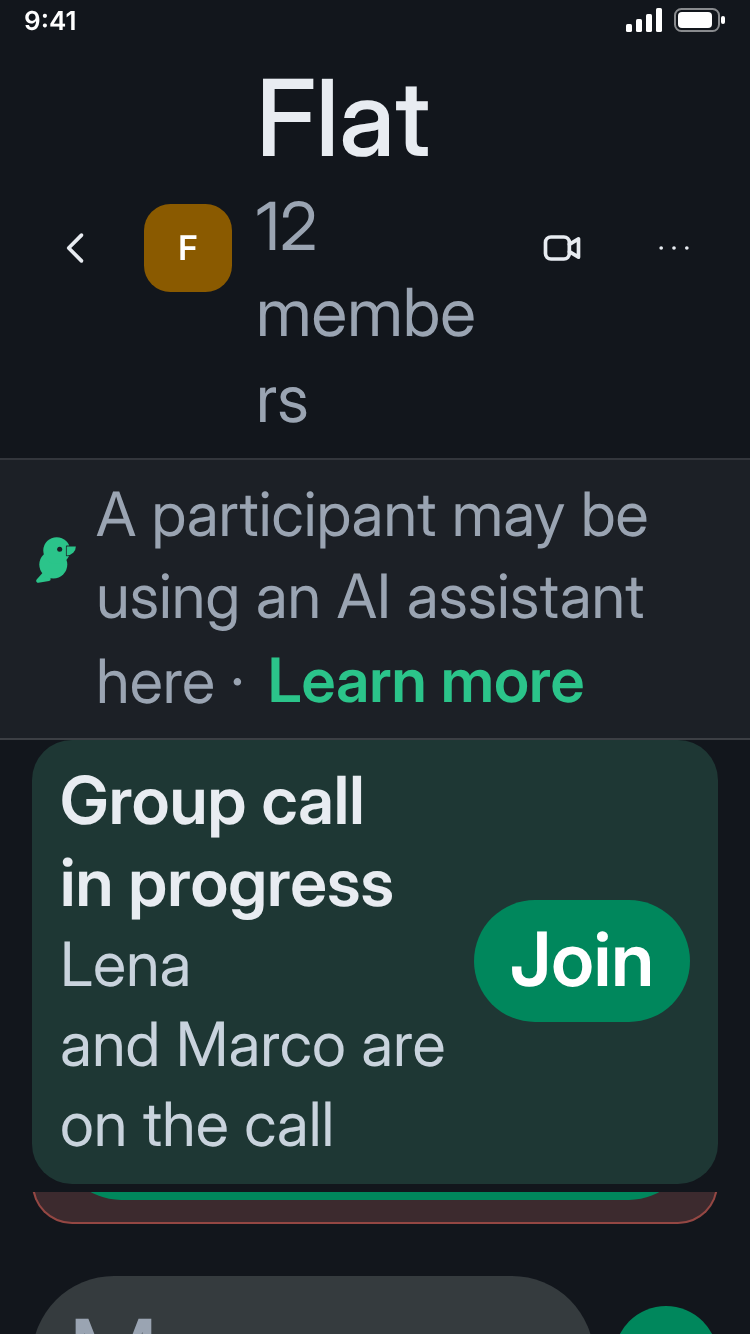 9:41
Flat
F
12
membe
rs
A participant may be
using an AI assistant
here · Learn more
Group call
in progress
Lena
and Marco are
on the call
Join